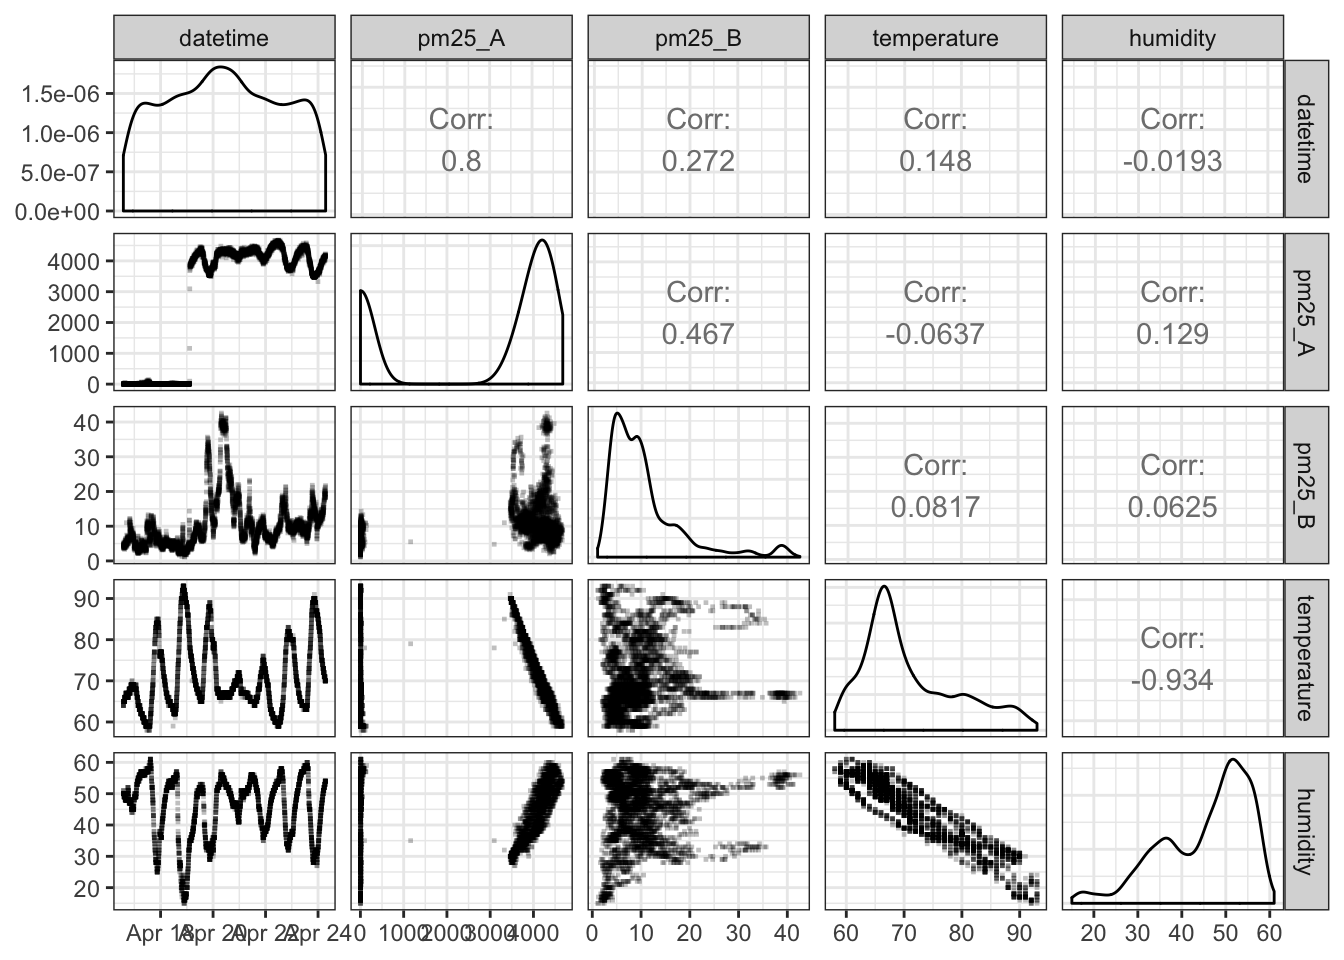 datetime pm25_A pm25_B temperature humidity
1.5e-06
1.0e-06
5.0e-07
0.0e+00
Corr:
0.8
Corr:
0.272
Corr:
0.148
Corr:
-0.0193
datetime
4000
3000
2000
1000
0
Corr:
0.467
Corr:
-0.0637
Corr:
0.129
pm25_A
40
30
20
10
0
Corr:
0.0817
Corr:
0.0625
pm25_B
90
80
70
60
Corr:
-0.934
temperature
60
50
40
30
20
humidity
Apr 18 Apr 20 Apr 22 Apr 24 0 1000 2000 3000 4000 0 10 20 30 40 60 70 80 90 20 30 40 50 60